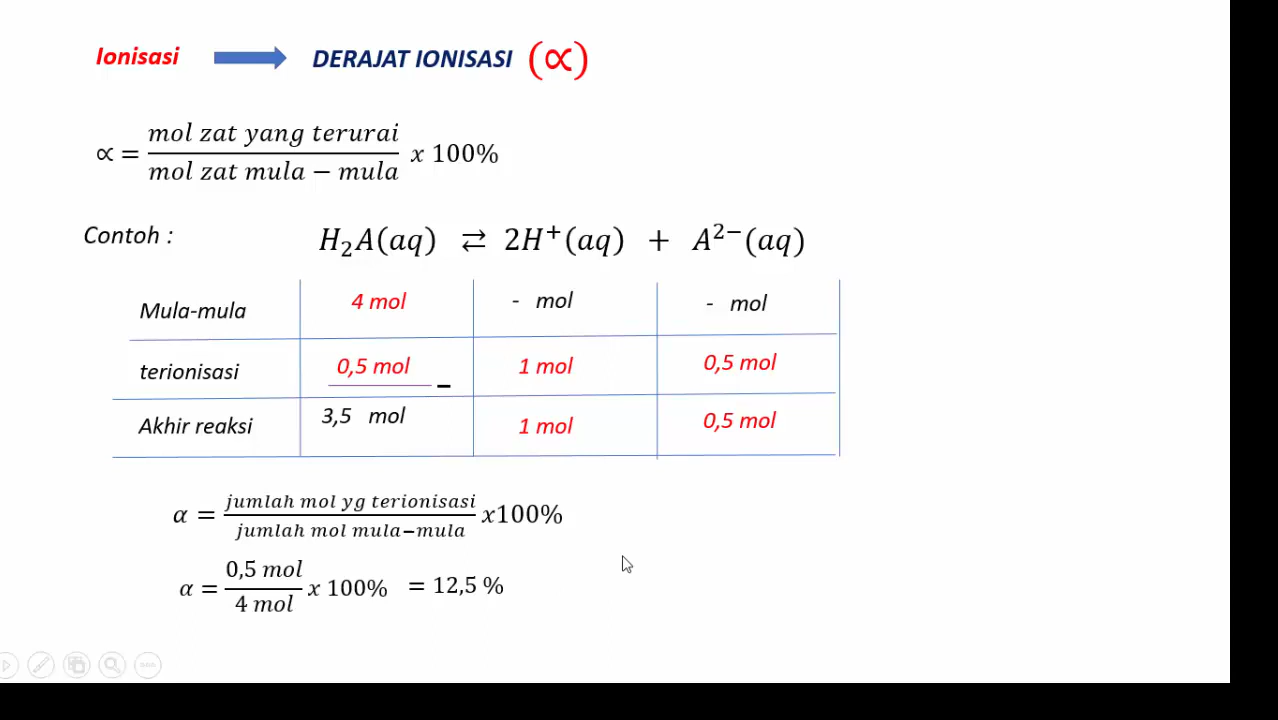 Ionisasi DERAJAT IONISASI (∝)
∝ = mol zat yang terurai / mol zat mula − mula x 100%
Contoh : H₂A(aq) ⇄ 2H⁺(aq) + A²⁻(aq)
Mula-mula 4 mol - mol - mol
terionisasi 0,5 mol − 1 mol 0,5 mol
Akhir reaksi 3,5 mol 1 mol 0,5 mol
α = jumlah mol yg terionisasi / jumlah mol mula−mula x100%
α = 0,5 mol / 4 mol x 100% = 12,5 %